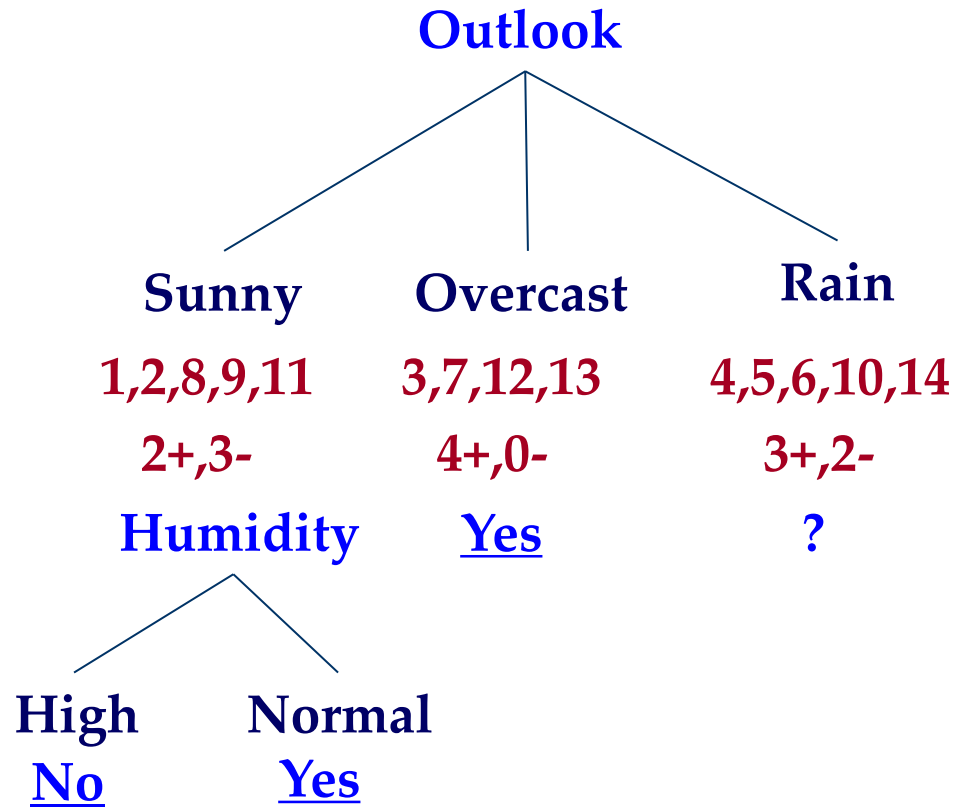 Outlook
Sunny Overcast Rain
1,2,8,9,11 3,7,12,13 4,5,6,10,14
2+,3- 4+,0- 3+,2-
Humidity Yes ?
High Normal
No Yes